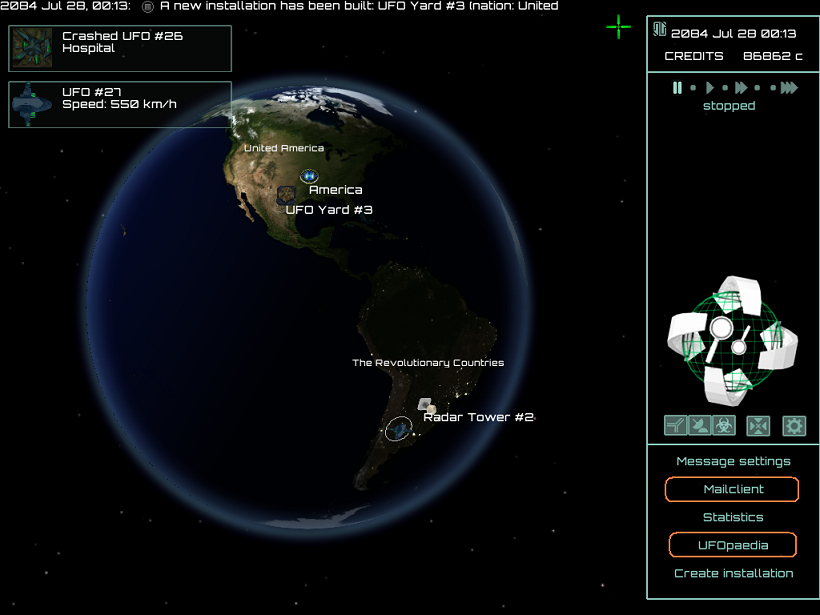 2084 Jul 28, 00:13: A new installation has been built: UFO Yard #3 (nation: United
Crashed UFO #26
Hospital
UFO #27
Speed: 550 km/h
United America
America
UFO Yard #3
The Revolutionary Countries
Radar Tower #2
2084 Jul 28 00:13
CREDITS 86862 c
stopped
Message settings
Mailclient
Statistics
UFOpaedia
Create installation